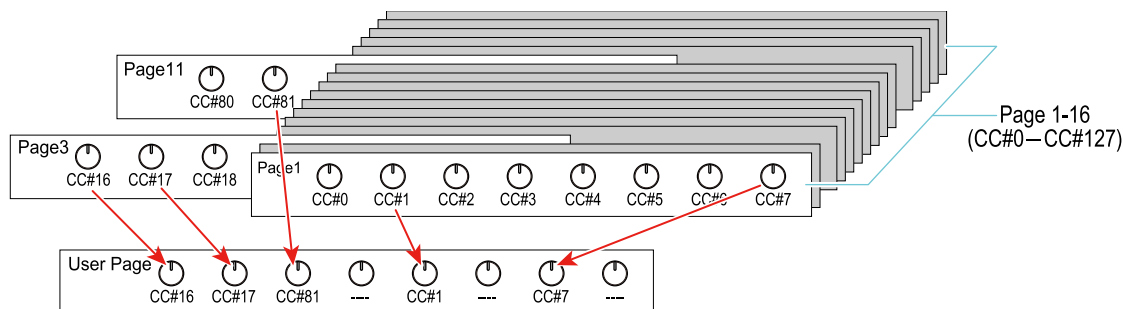 Page11
CC#80 CC#81
Page 1-16
(CC#0—CC#127)
Page3
CC#16 CC#17 CC#18
Page1
CC#0 CC#1 CC#2 CC#3 CC#4 CC#5 CC#6 CC#7
User Page
CC#16 CC#17 CC#81 ---- CC#1 ---- CC#7 ----